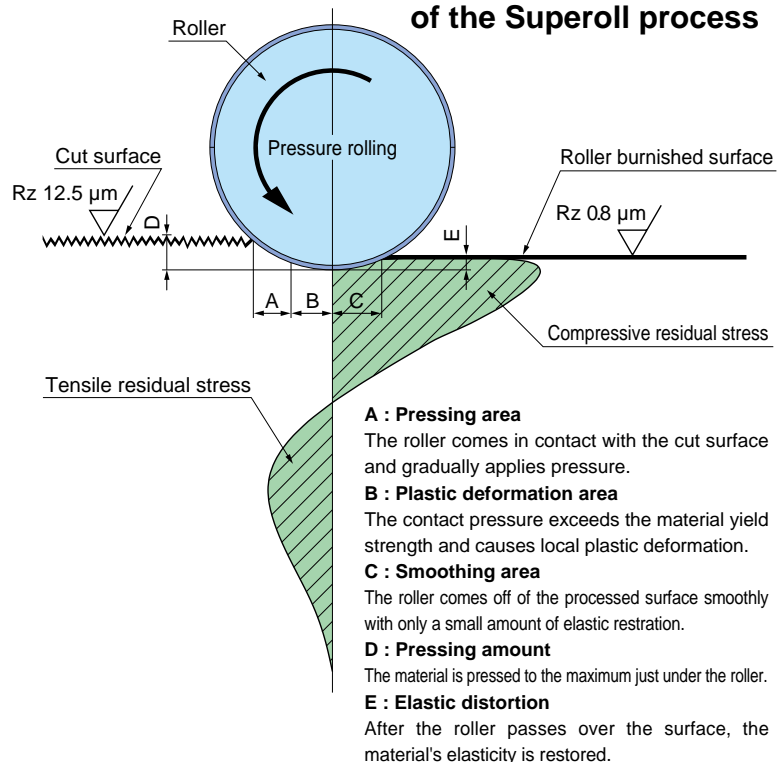 of the Superoll process
Roller
Pressure rolling
Cut surface
Rz 12.5 μm
D
Roller burnished surface
Rz 0.8 μm
E
A
B
C
Compressive residual stress
Tensile residual stress
A : Pressing area
The roller comes in contact with the cut surface
and gradually applies pressure.
B : Plastic deformation area
The contact pressure exceeds the material yield
strength and causes local plastic deformation.
C : Smoothing area
The roller comes off of the processed surface smoothly
with only a small amount of elastic restration.
D : Pressing amount
The material is pressed to the maximum just under the roller.
E : Elastic distortion
After the roller passes over the surface, the
material's elasticity is restored.